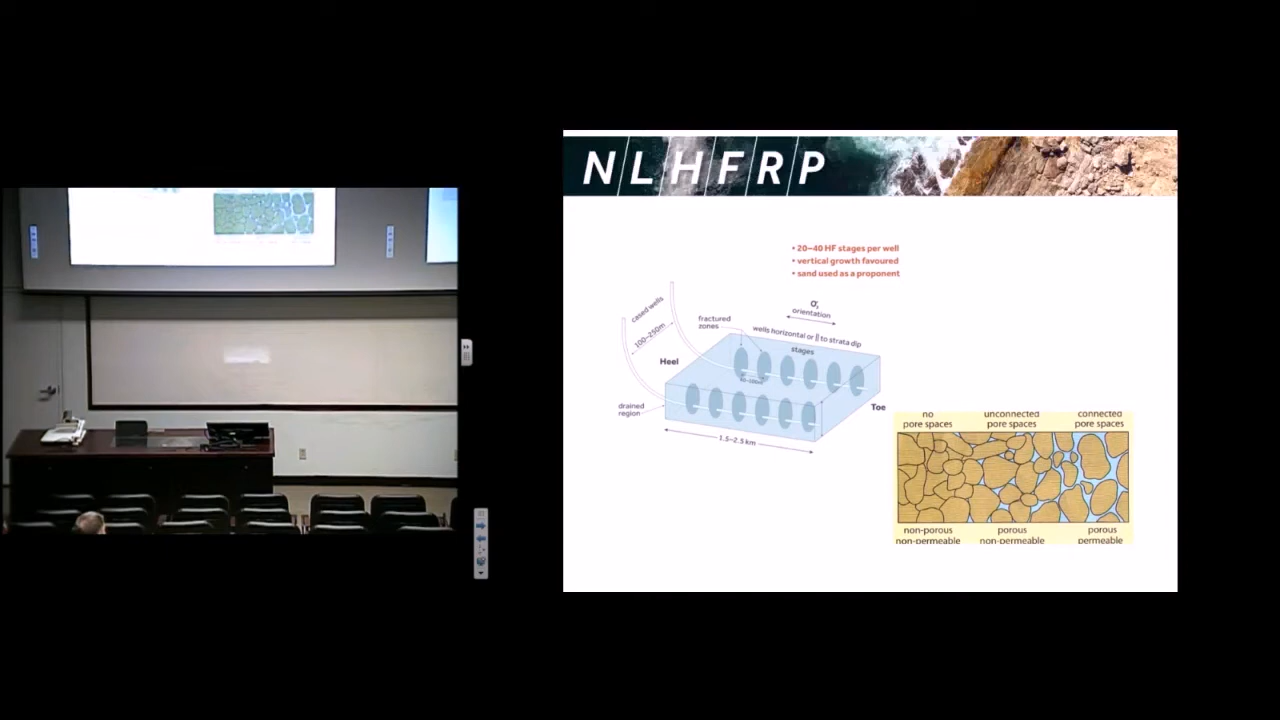 NLHFRP
• 20–40 HF stages per well
• vertical growth favoured
• sand used as a proponent
cased wells
100–250m
fractured
zones
σ
orientation
wells horizontal or ∥ to strata dip
stages
Heel
drained
region
Toe
1.5–2.5 km
no
pore spaces
unconnected
pore spaces
connected
pore spaces
non-porous
non-permeable
porous
non-permeable
porous
permeable